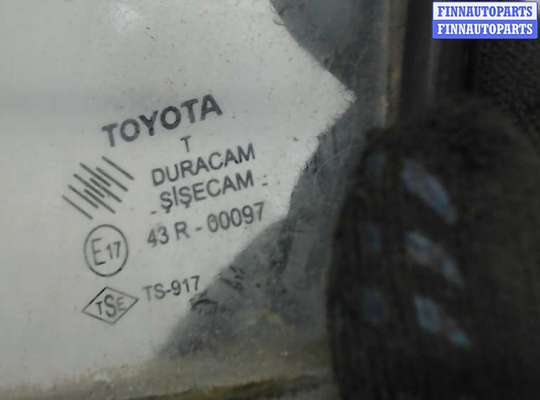 FINNAUTOPARTS
FINNAUTOPARTS
TOYOTA
T
DURACAM
ŞİŞECAM
E17 43 R - 00097
TSE TS-917